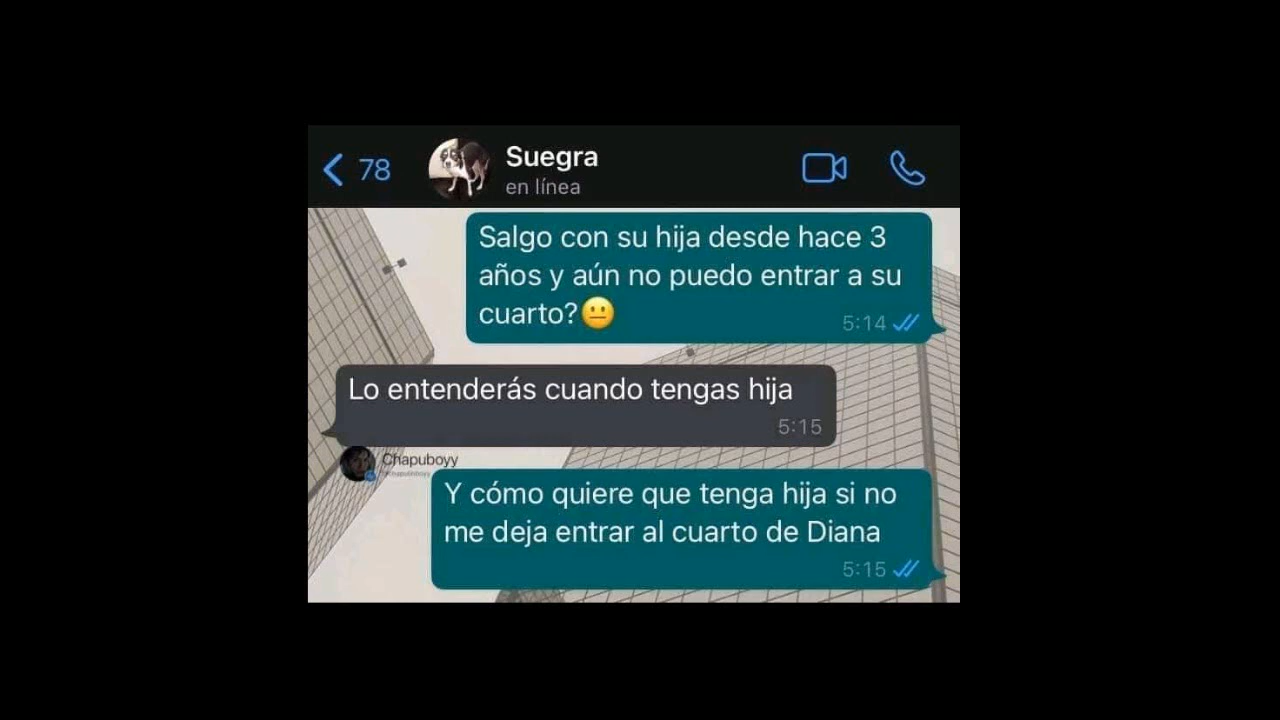 78
Suegra
en línea
Salgo con su hija desde hace 3
años y aún no puedo entrar a su
cuarto?😐
5:14
Lo entenderás cuando tengas hija
5:15
Chapuboyy
Y cómo quiere que tenga hija si no
me deja entrar al cuarto de Diana
5:15